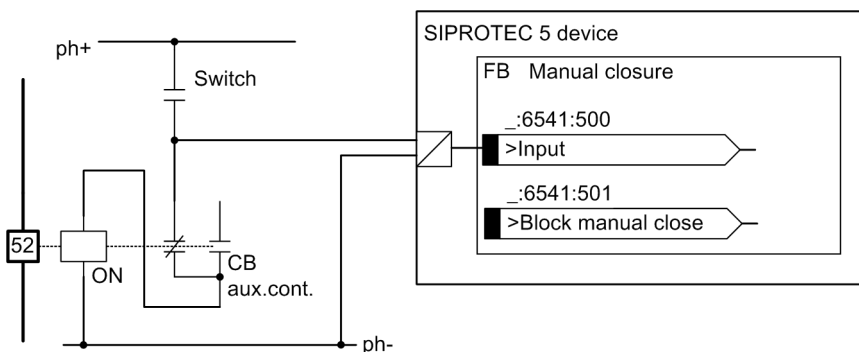 SIPROTEC 5 device
ph+
FB Manual closure
Switch
_:6541:500
>Input
_:6541:501
>Block manual close
52
ON
CB
aux.cont.
ph-